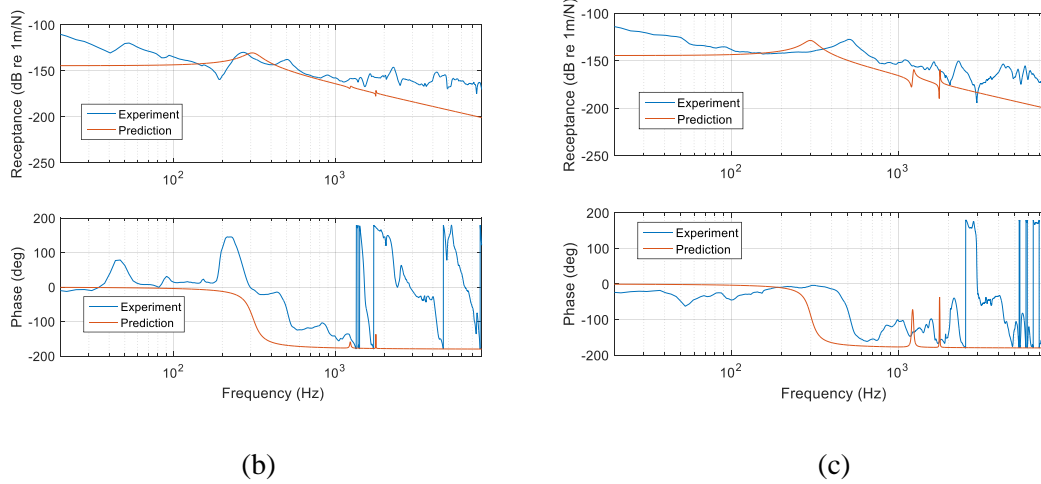 -100
-150
-200
-250
Receptance (dB re 1m/N)
Experiment
Prediction
10²
10³
200
100
0
-100
-200
Phase (deg)
Experiment
Prediction
10²
10³
Frequency (Hz)
(b)
-100
-150
-200
-250
Receptance (dB re 1m/N)
Experiment
Prediction
10²
10³
200
100
0
-100
-200
Phase (deg)
Experiment
Prediction
10²
10³
Frequency (Hz)
(c)